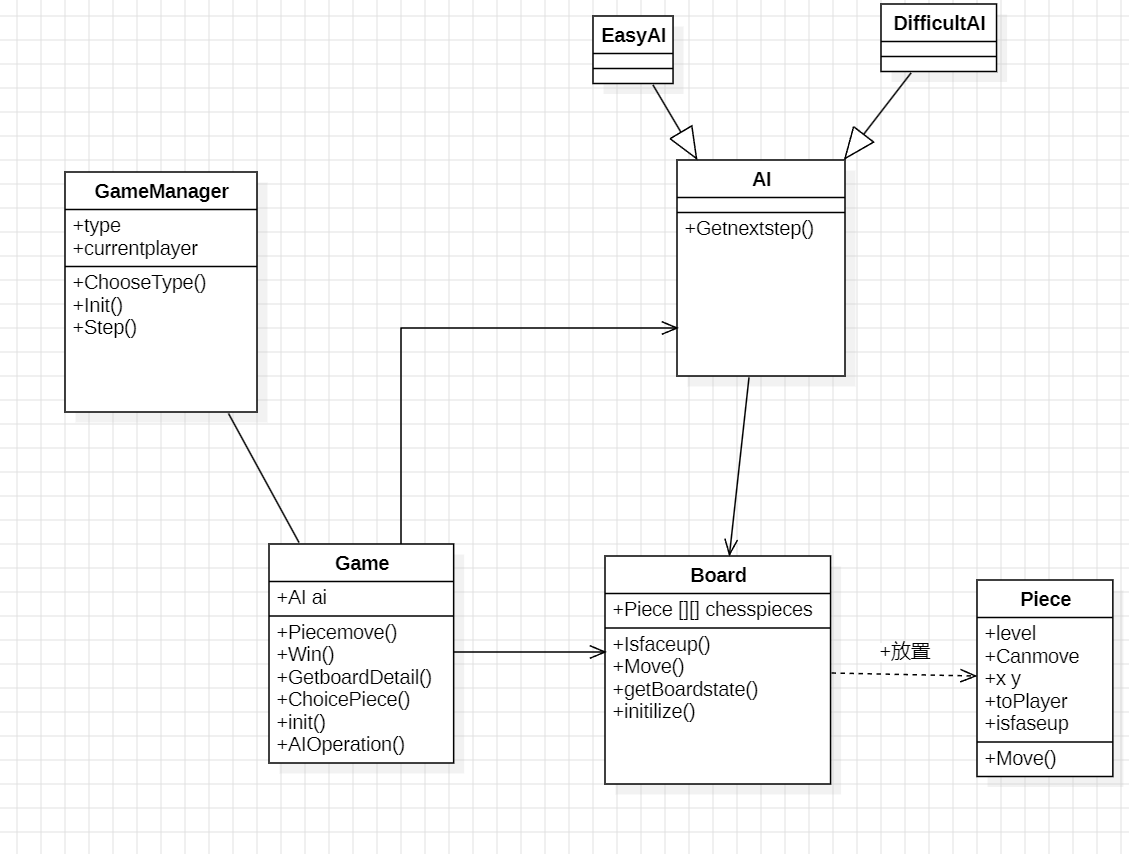 EasyAI
DifficultAI
AI
+Getnextstep()
GameManager
+type
+currentplayer
+ChooseType()
+Init()
+Step()
Game
+AI ai
+Piecemove()
+Win()
+GetboardDetail()
+ChoicePiece()
+init()
+AIOperation()
Board
+Piece [][] chesspieces
+Isfaceup()
+Move()
+getBoardstate()
+initilize()
+放置
Piece
+level
+Canmove
+x y
+toPlayer
+isfaseup
+Move()